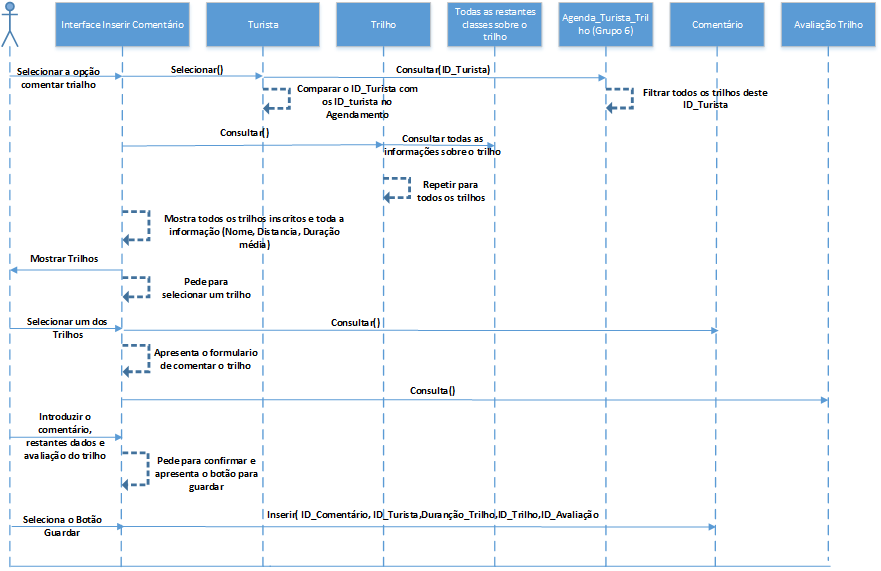 Interface Inserir Comentário
Turista
Trilho
Todas as restantes
classes sobre o
trilho
Agenda_Turista_Tril
ho (Grupo 6)
Comentário
Avaliação Trilho
Selecionar a opção
comentar trialho
Selecionar()
Consultar(ID_Turista)
Comparar o ID_Turista com
os ID_turista no
Agendamento
Filtrar todos os trilhos deste
ID_Turista
Consultar()
Consultar todas as
informações sobre o trilho
Repetir para
todos os trilhos
Mostra todos os trilhos inscritos e toda a
informação (Nome, Distancia, Duração
média)
Mostrar Trilhos
Pede para
selecionar um trilho
Selecionar um dos
Trilhos
Consultar()
Apresenta o formulario
de comentar o trilho
Consulta()
Introduzir o
comentário,
restantes dados e
avaliação do trilho
Pede para confirmar e
apresenta o botão para
guardar
Seleciona o Botão
Guardar
Inserir( ID_Comentário, ID_Turista,Duranção_Trilho,ID_Trilho,ID_Avaliação